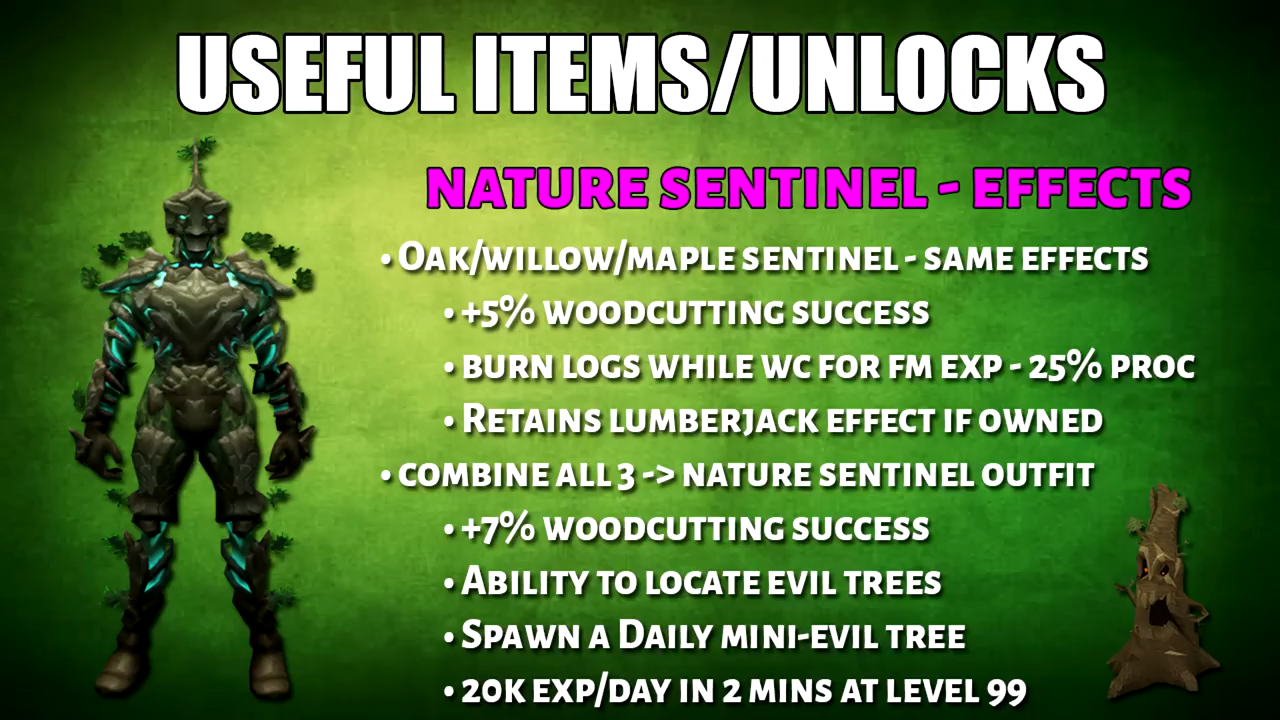 USEFUL ITEMS/UNLOCKS
NATURE SENTINEL - EFFECTS
• OAK/WILLOW/MAPLE SENTINEL - SAME EFFECTS
• +5% WOODCUTTING SUCCESS
• BURN LOGS WHILE WC FOR FM EXP - 25% PROC
• RETAINS LUMBERJACK EFFECT IF OWNED
• COMBINE ALL 3 -> NATURE SENTINEL OUTFIT
• +7% WOODCUTTING SUCCESS
• ABILITY TO LOCATE EVIL TREES
• SPAWN A DAILY MINI-EVIL TREE
• 20K EXP/DAY IN 2 MINS AT LEVEL 99